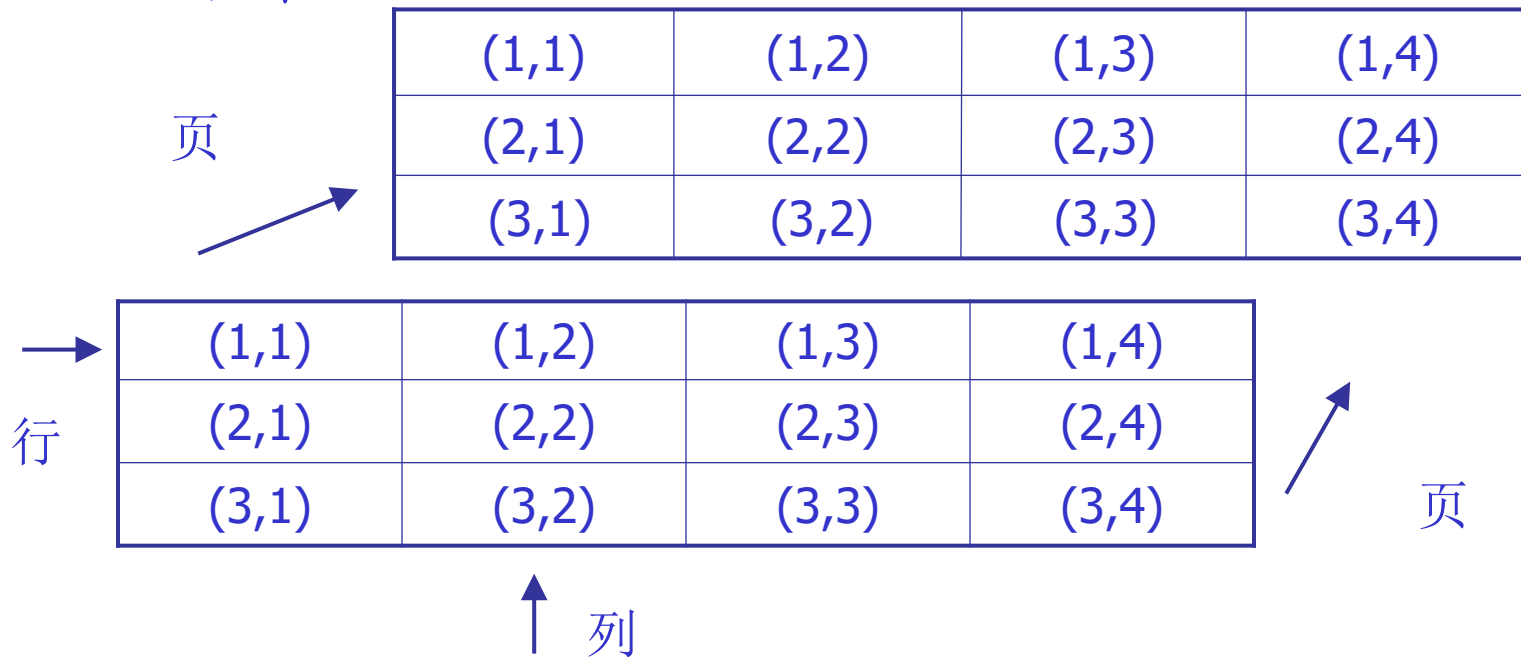 (1,1) (1,2) (1,3) (1,4)
页
(2,1) (2,2) (2,3) (2,4)
(3,1) (3,2) (3,3) (3,4)
(1,1) (1,2) (1,3) (1,4)
行
(2,1) (2,2) (2,3) (2,4)
(3,1) (3,2) (3,3) (3,4)
页
列